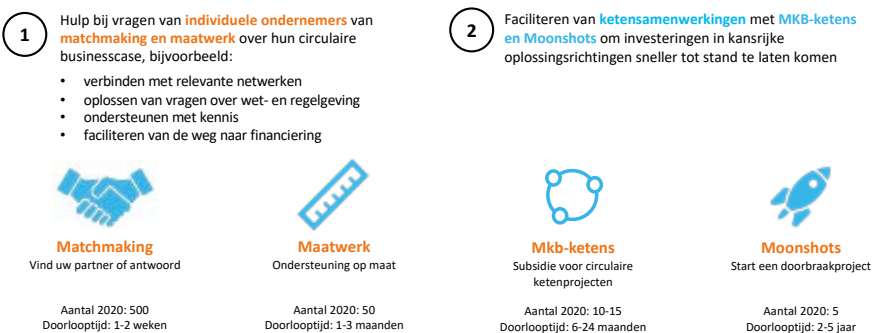 1
Hulp bij vragen van individuele ondernemers van
matchmaking en maatwerk over hun circulaire
businesscase, bijvoorbeeld:
• verbinden met relevante netwerken
• oplossen van vragen over wet- en regelgeving
• ondersteunen met kennis
• faciliteren van de weg naar financiering
Matchmaking
Vind uw partner of antwoord
Aantal 2020: 500
Doorlooptijd: 1-2 weken
Maatwerk
Ondersteuning op maat
Aantal 2020: 50
Doorlooptijd: 1-3 maanden
2
Faciliteren van ketensamenwerkingen met MKB-ketens
en Moonshots om investeringen in kansrijke
oplossingsrichtingen sneller tot stand te laten komen
Mkb-ketens
Subsidie voor circulaire
ketenprojecten
Aantal 2020: 10-15
Doorlooptijd: 6-24 maanden
Moonshots
Start een doorbraakproject
Aantal 2020: 5
Doorlooptijd: 2-5 jaar